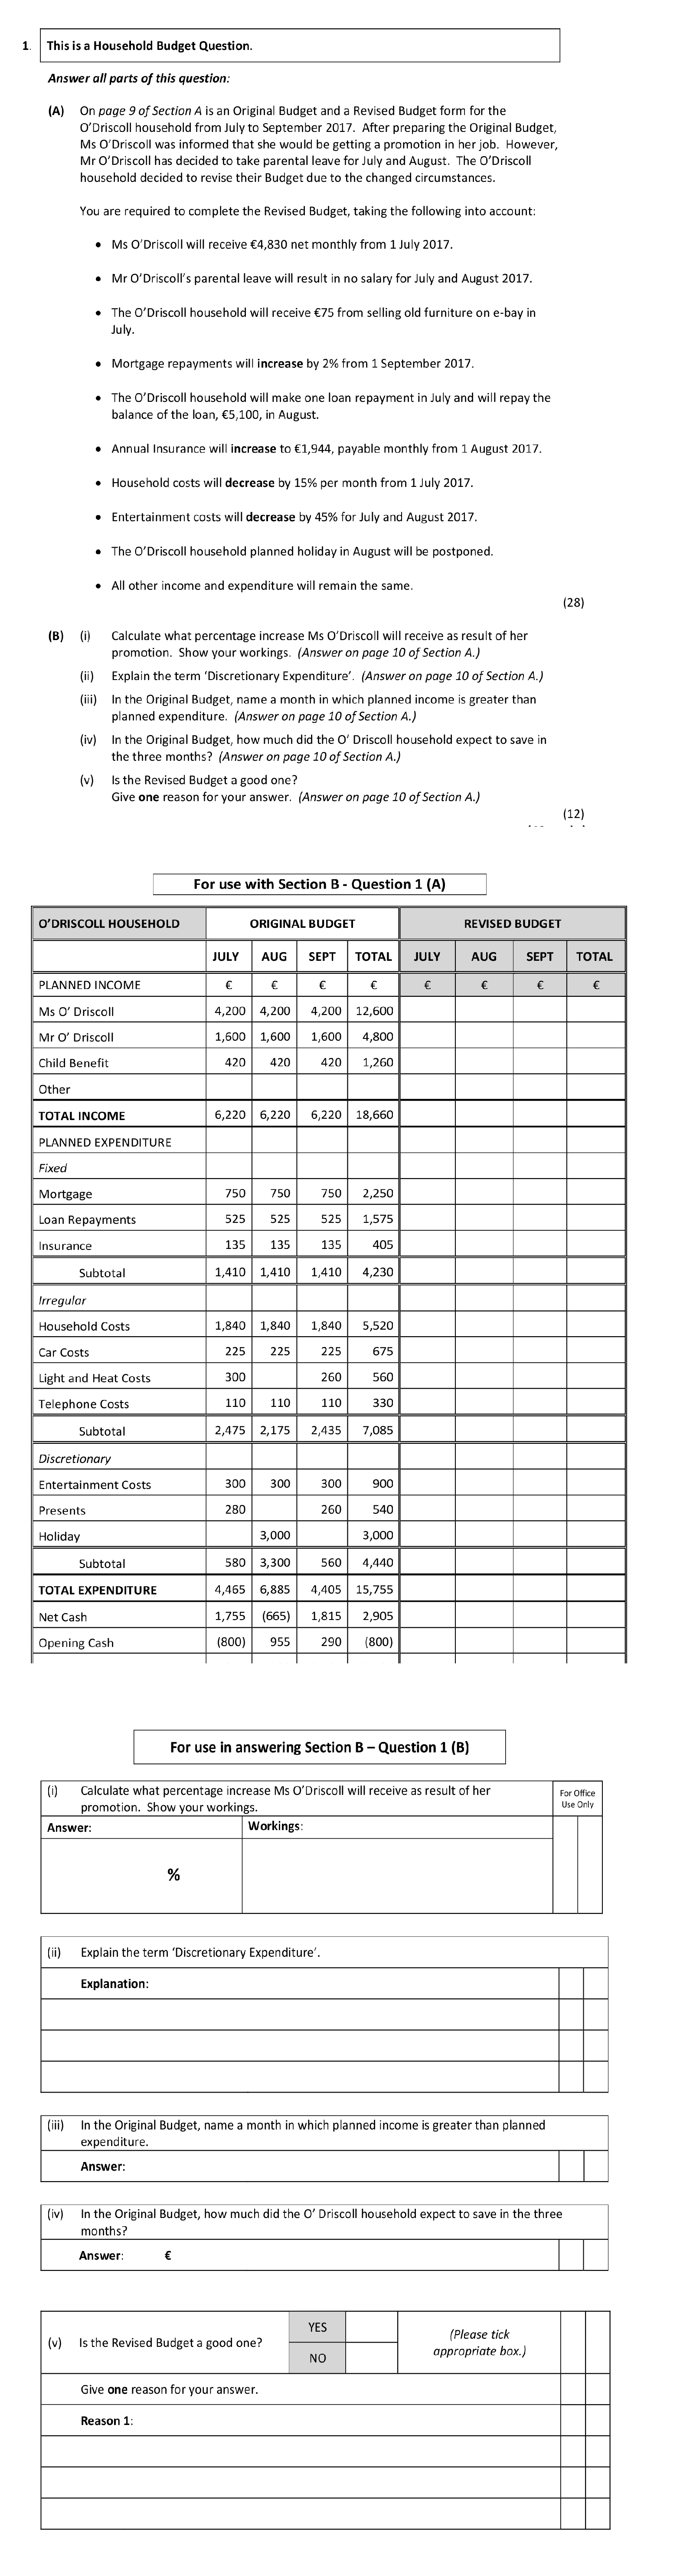 1. This is a Household Budget Question.
Answer all parts of this question:
(A) On page 9 of Section A is an Original Budget and a Revised Budget form for the
O’Driscoll household from July to September 2017. After preparing the Original Budget,
Ms O’Driscoll was informed that she would be getting a promotion in her job. However,
Mr O’Driscoll has decided to take parental leave for July and August. The O’Driscoll
household decided to revise their Budget due to the changed circumstances.
You are required to complete the Revised Budget, taking the following into account:
• Ms O’Driscoll will receive €4,830 net monthly from 1 July 2017.
• Mr O’Driscoll’s parental leave will result in no salary for July and August 2017.
• The O’Driscoll household will receive €75 from selling old furniture on e-bay in
July.
• Mortgage repayments will increase by 2% from 1 September 2017.
• The O’Driscoll household will make one loan repayment in July and will repay the
balance of the loan, €5,100, in August.
• Annual Insurance will increase to €1,944, payable monthly from 1 August 2017.
• Household costs will decrease by 15% per month from 1 July 2017.
• Entertainment costs will decrease by 45% for July and August 2017.
• The O’Driscoll household planned holiday in August will be postponed.
• All other income and expenditure will remain the same.
(28)
(B) (i) Calculate what percentage increase Ms O’Driscoll will receive as result of her
promotion. Show your workings. (Answer on page 10 of Section A.)
(ii) Explain the term ‘Discretionary Expenditure’. (Answer on page 10 of Section A.)
(iii) In the Original Budget, name a month in which planned income is greater than
planned expenditure. (Answer on page 10 of Section A.)
(iv) In the Original Budget, how much did the O’ Driscoll household expect to save in
the three months? (Answer on page 10 of Section A.)
(v) Is the Revised Budget a good one?
Give one reason for your answer. (Answer on page 10 of Section A.)
(12)
For use with Section B - Question 1 (A)
O’DRISCOLL HOUSEHOLD ORIGINAL BUDGET REVISED BUDGET
JULY AUG SEPT TOTAL JULY AUG SEPT TOTAL
PLANNED INCOME € € € € € € € €
Ms O’ Driscoll 4,200 4,200 4,200 12,600
Mr O’ Driscoll 1,600 1,600 1,600 4,800
Child Benefit 420 420 420 1,260
Other
TOTAL INCOME 6,220 6,220 6,220 18,660
PLANNED EXPENDITURE
Fixed
Mortgage 750 750 750 2,250
Loan Repayments 525 525 525 1,575
Insurance 135 135 135 405
Subtotal 1,410 1,410 1,410 4,230
Irregular
Household Costs 1,840 1,840 1,840 5,520
Car Costs 225 225 225 675
Light and Heat Costs 300 260 560
Telephone Costs 110 110 110 330
Subtotal 2,475 2,175 2,435 7,085
Discretionary
Entertainment Costs 300 300 300 900
Presents 280 260 540
Holiday 3,000 3,000
Subtotal 580 3,300 560 4,440
TOTAL EXPENDITURE 4,465 6,885 4,405 15,755
Net Cash 1,755 (665) 1,815 2,905
Opening Cash (800) 955 290 (800)
For use in answering Section B – Question 1 (B)
(i) Calculate what percentage increase Ms O’Driscoll will receive as result of her
promotion. Show your workings.
For Office
Use Only
Answer: Workings:
%
(ii) Explain the term ‘Discretionary Expenditure’.
Explanation:
(iii) In the Original Budget, name a month in which planned income is greater than planned
expenditure.
Answer:
(iv) In the Original Budget, how much did the O’ Driscoll household expect to save in the three
months?
Answer: €
(v) Is the Revised Budget a good one?
YES
NO
(Please tick
appropriate box.)
Give one reason for your answer.
Reason 1: